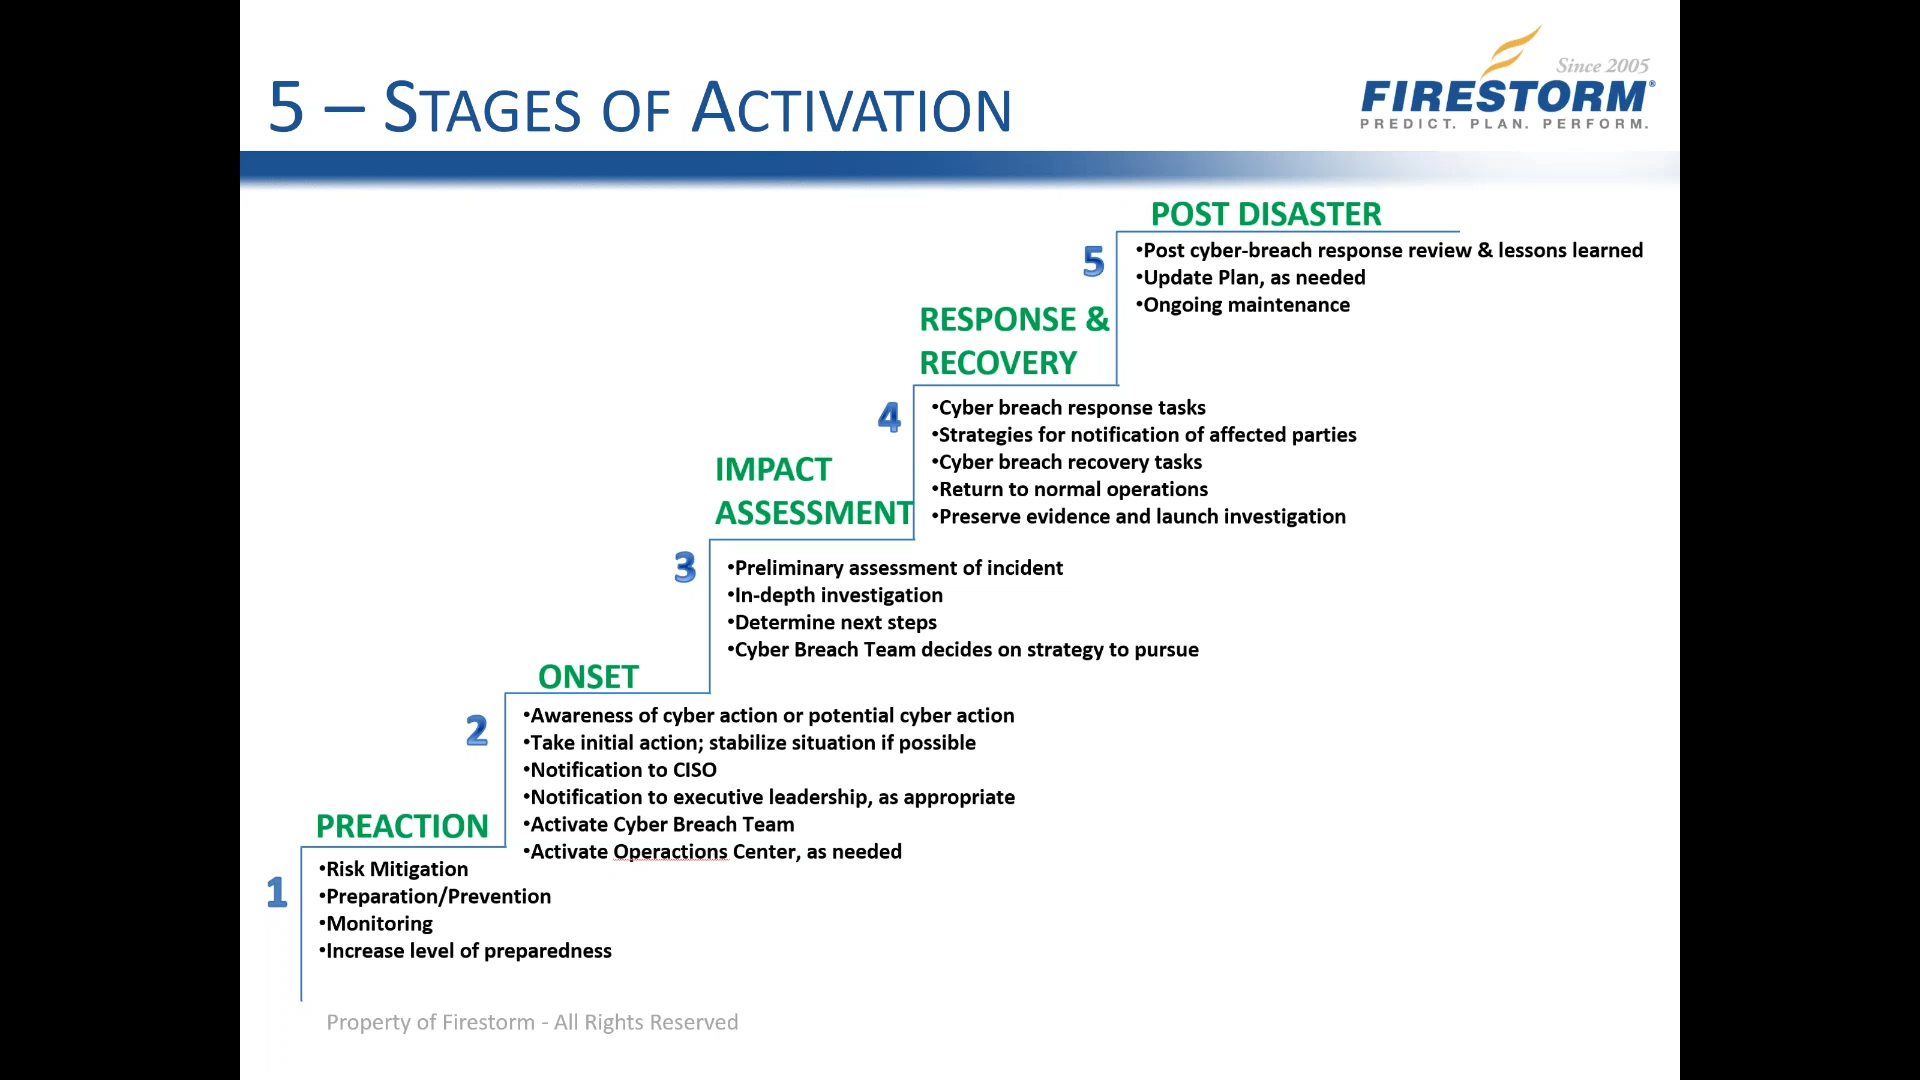 5 – STAGES OF ACTIVATION
Since 2005
FIRESTORM®
PREDICT. PLAN. PERFORM.
POST DISASTER
5
•Post cyber-breach response review & lessons learned
•Update Plan, as needed
•Ongoing maintenance
RESPONSE &
RECOVERY
4
•Cyber breach response tasks
•Strategies for notification of affected parties
•Cyber breach recovery tasks
•Return to normal operations
•Preserve evidence and launch investigation
IMPACT
ASSESSMENT
3
•Preliminary assessment of incident
•In-depth investigation
•Determine next steps
•Cyber Breach Team decides on strategy to pursue
ONSET
2
•Awareness of cyber action or potential cyber action
•Take initial action; stabilize situation if possible
•Notification to CISO
•Notification to executive leadership, as appropriate
•Activate Cyber Breach Team
•Activate Operactions Center, as needed
PREACTION
1
•Risk Mitigation
•Preparation/Prevention
•Monitoring
•Increase level of preparedness
Property of Firestorm - All Rights Reserved